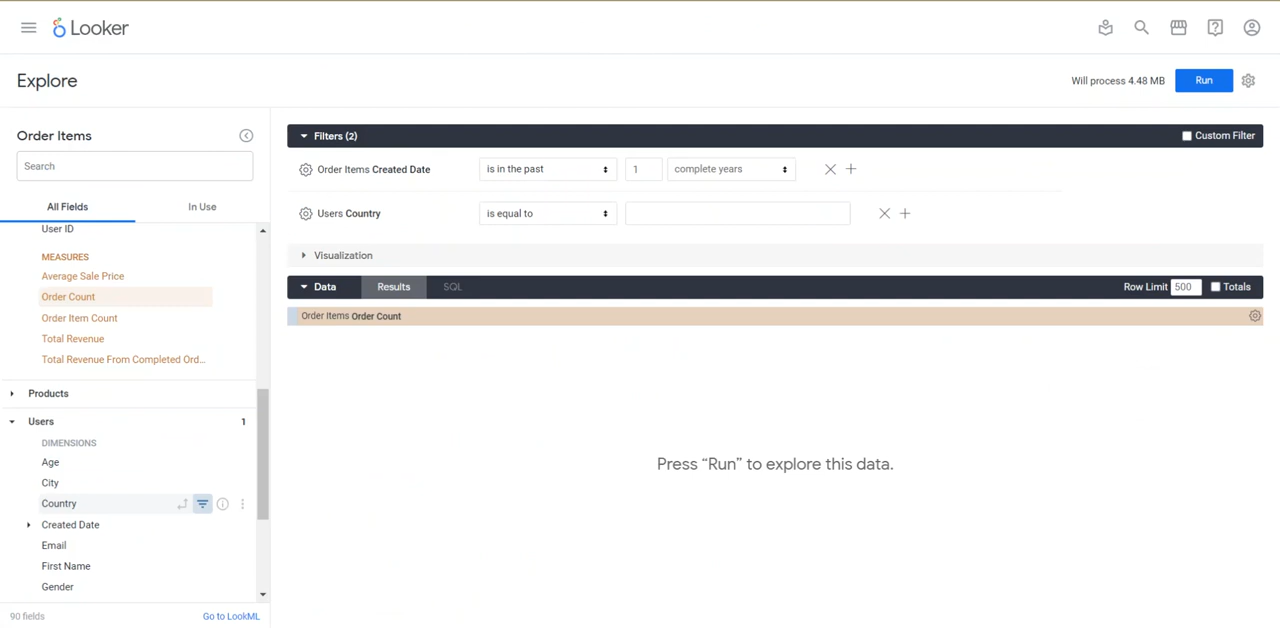 Looker
Explore
Will process 4.48 MB
Run
Order Items
Search
All Fields
In Use
User ID
MEASURES
Average Sale Price
Order Count
Order Item Count
Total Revenue
Total Revenue From Completed Ord...
Products
Users
1
DIMENSIONS
Age
City
Country
Created Date
Email
First Name
Gender
90 fields
Go to LookML
Filters (2)
Custom Filter
Order Items Created Date
is in the past
1
complete years
Users Country
is equal to
Visualization
Data
Results
SQL
Row Limit 500
Totals
Order Items Order Count
Press “Run” to explore this data.